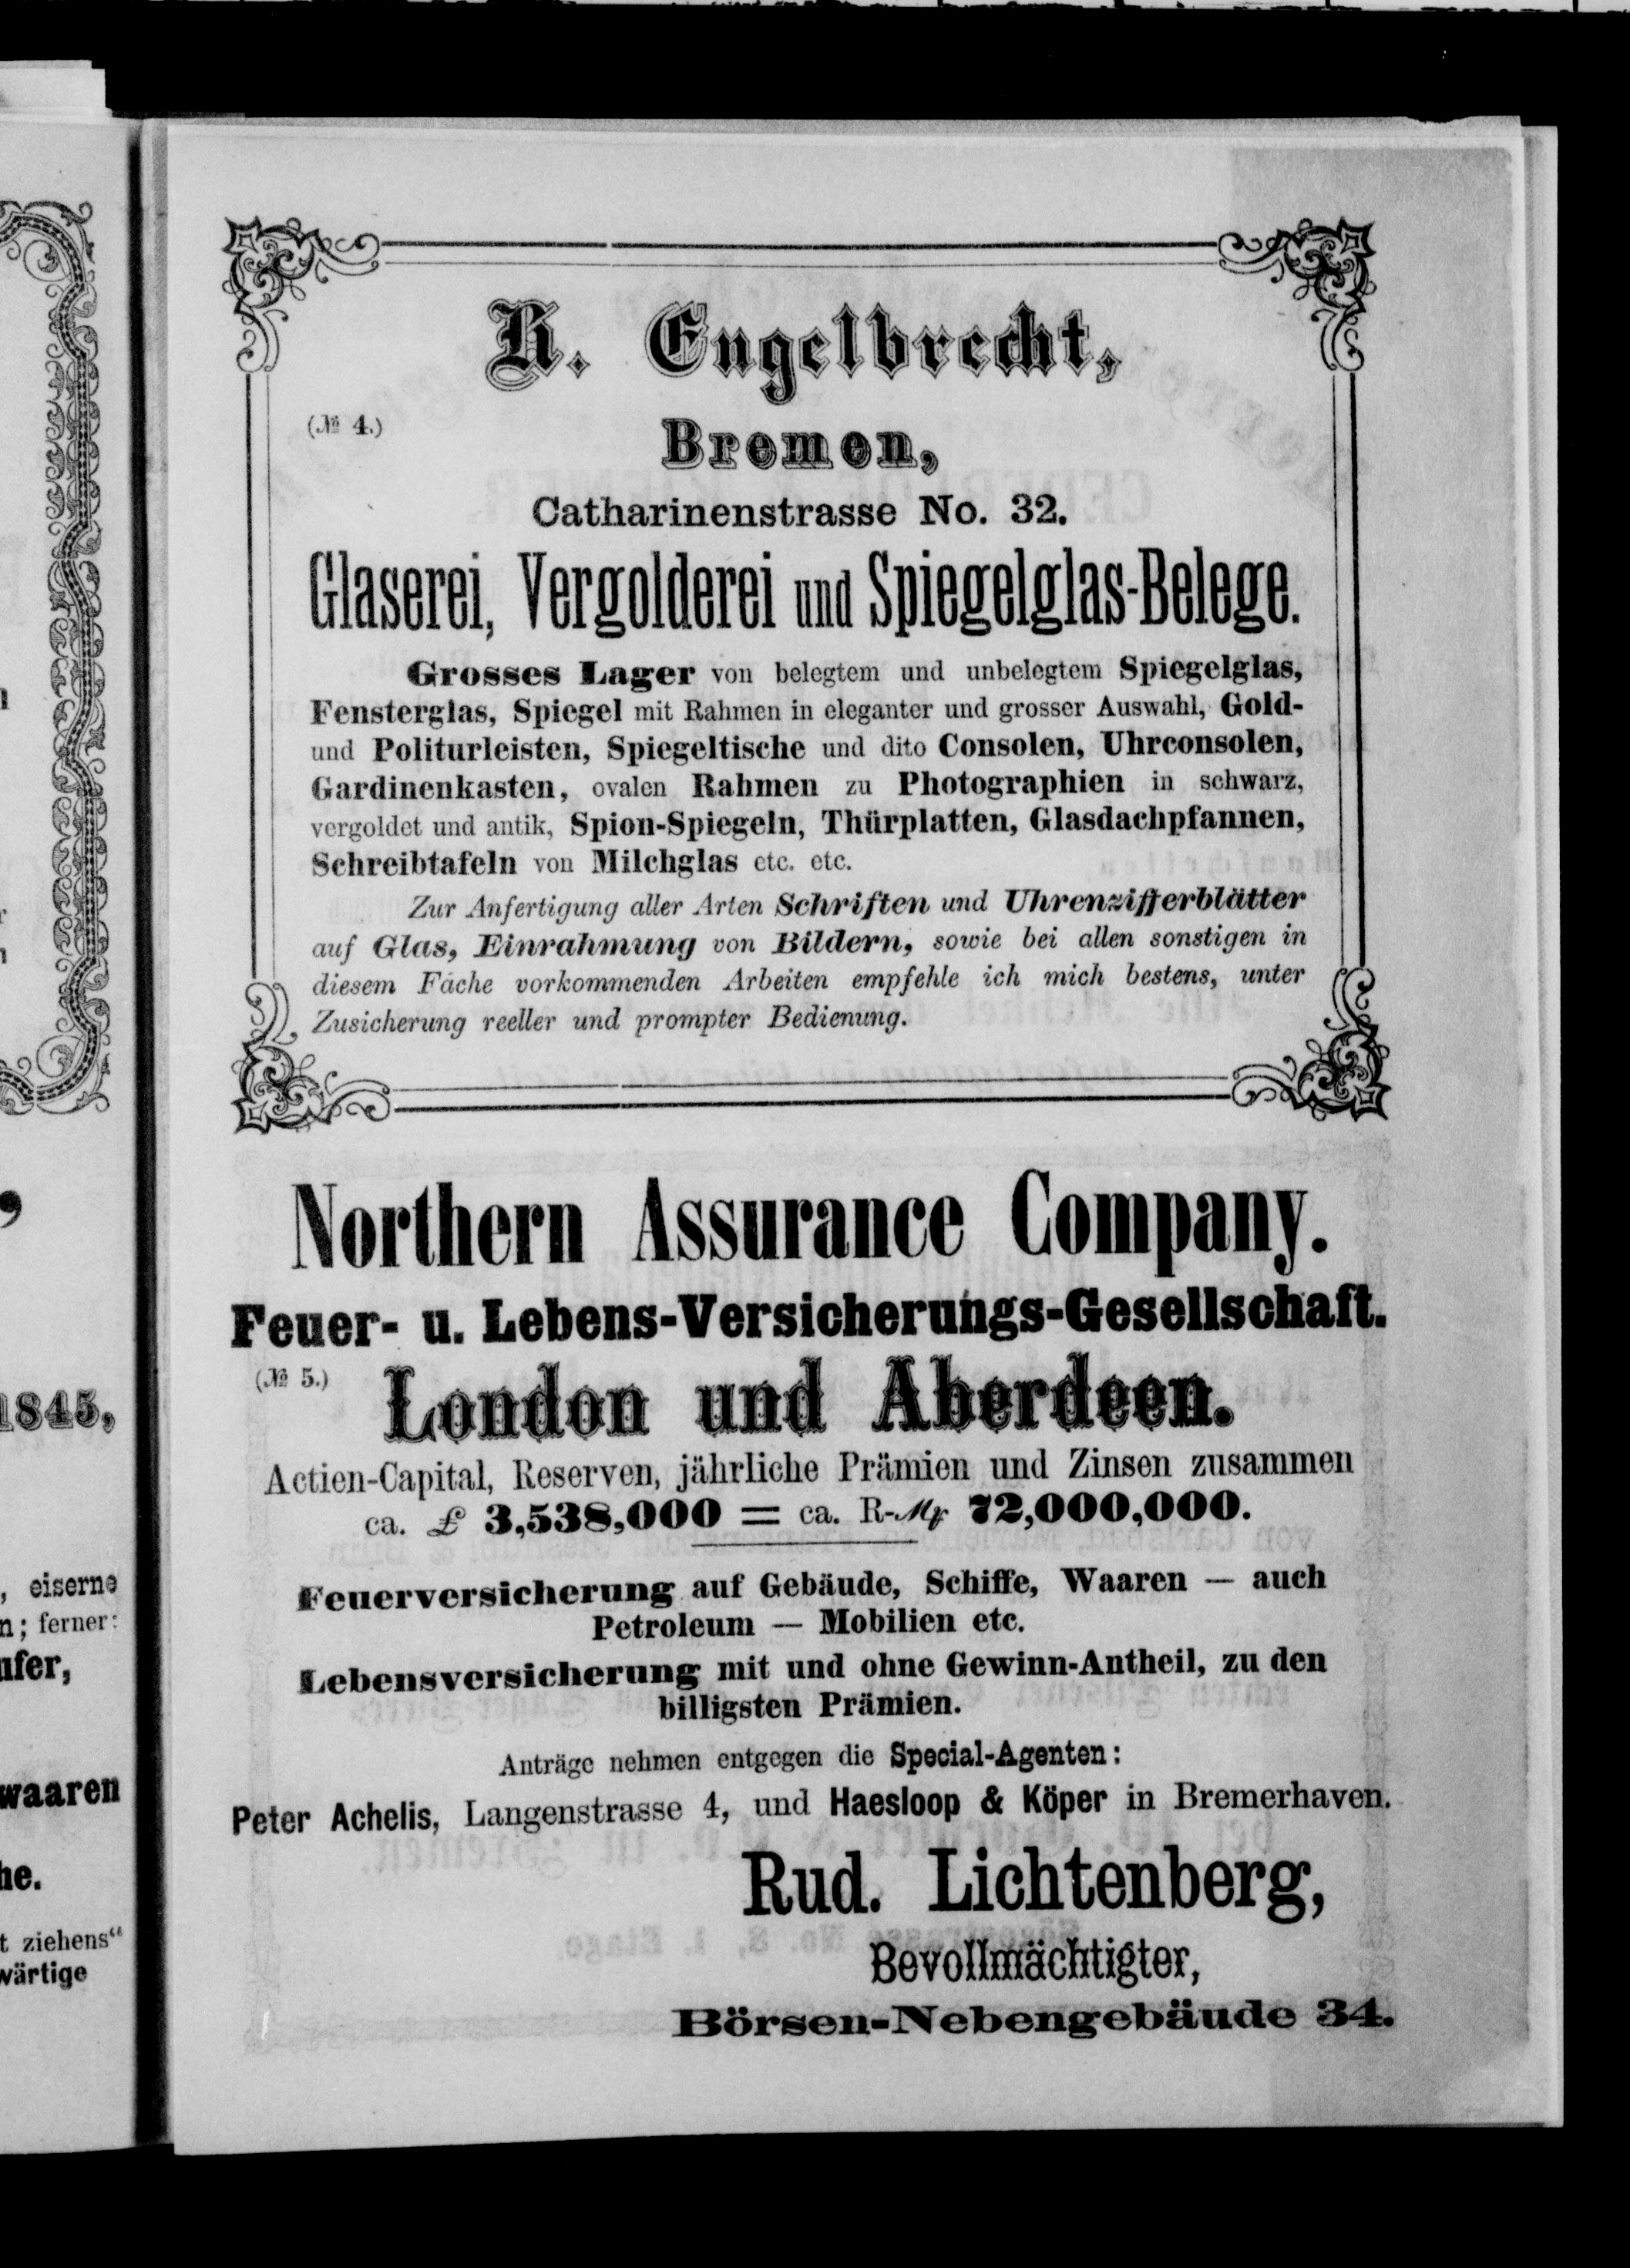 K. Engelbrecht,
(№ 4.)
Bremen,
Catharinenstrasse No. 32.
Glaserei, Vergolderei und Spiegelglas-Belege.
Grosses Lager von belegtem und unbelegtem Spiegelglas,
Fensterglas, Spiegel mit Rahmen in eleganter und grosser Auswahl, Gold-
und Politurleisten, Spiegeltische und dito Consolen, Uhrconsolen,
Gardinenkasten, ovalen Rahmen zu Photographien in schwarz,
vergoldet und antik, Spion-Spiegeln, Thürplatten, Glasdachpfannen,
Schreibtafeln von Milchglas etc. etc.
Zur Anfertigung aller Arten Schriften und Uhrenzifferblätter
auf Glas, Einrahmung von Bildern, sowie bei allen sonstigen in
diesem Fache vorkommenden Arbeiten empfehle ich mich bestens, unter
Zusicherung reeller und prompter Bedienung.
Northern Assurance Company.
Feuer- u. Lebens-Versicherungs-Gesellschaft.
(№ 5.)
London und Aberdeen.
Actien-Capital, Reserven, jährliche Prämien und Zinsen zusammen
ca. £ 3,538,000 = ca. R-Mk 72,000,000.
Feuerversicherung auf Gebäude, Schiffe, Waaren — auch
Petroleum — Mobilien etc.
Lebensversicherung mit und ohne Gewinn-Antheil, zu den
billigsten Prämien.
Anträge nehmen entgegen die Special-Agenten:
Peter Achelis, Langenstrasse 4, und Haesloop & Köper in Bremerhaven.
Rud. Lichtenberg,
Bevollmächtigter,
Börsen-Nebengebäude 34.
1845,
, eiserne
n; ferner:
ufer,
waaren
he.
t ziehens“
wärtige